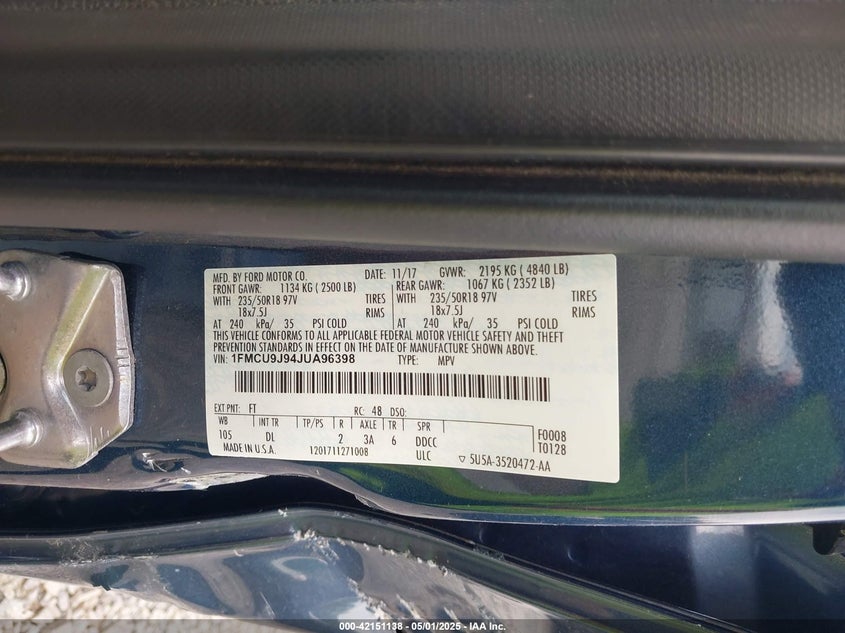 MFD. BY FORD MOTOR CO. DATE: 11/17 GVWR: 2195 KG ( 4840 LB)
FRONT GAWR: 1134 KG ( 2500 LB) REAR GAWR: 1067 KG ( 2352 LB)
WITH 235/50R18 97V TIRES WITH 235/50R18 97V TIRES
18x7.5J RIMS 18x7.5J RIMS
AT 240 kPa/ 35 PSI COLD AT 240 kPa/ 35 PSI COLD
THIS VEHICLE CONFORMS TO ALL APPLICABLE FEDERAL MOTOR VEHICLE SAFETY AND THEFT
PREVENTION STANDARDS IN EFFECT ON THE DATE OF MANUFACTURE SHOWN ABOVE.
VIN: 1FMCU9J94JUA96398 TYPE: MPV
EXT PNT: FT RC: 48 DSO:
WB INT TR TP/PS R AXLE TR SPR F0008
105 DL 2 3A 6 DDCC T0128
MADE IN U.S.A. 1201711271008 ULC ▽ 5U5A-3520472-AA
000-42151138 - 05/01/2025 - IAA Inc.